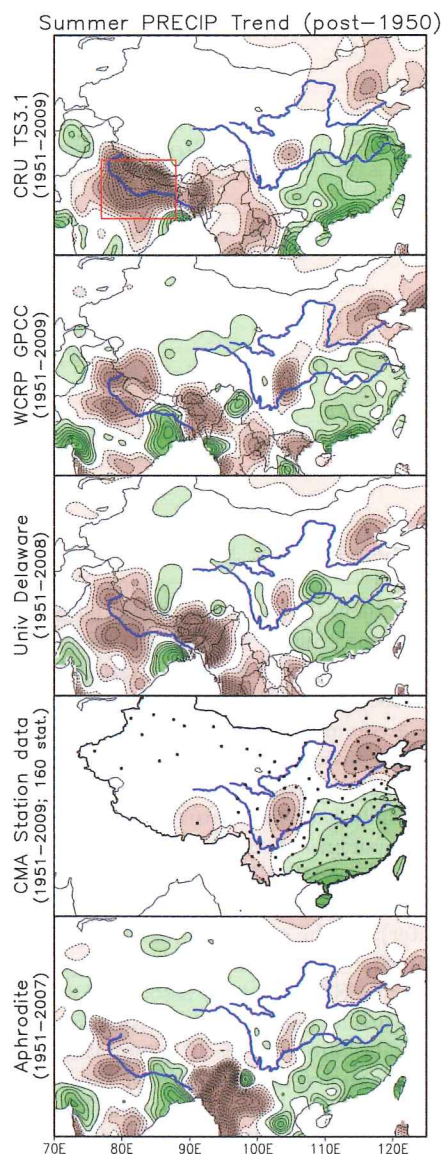 Summer PRECIP Trend (post-1950)
CRU TS3.1
(1951-2009)
WCRP GPCC
(1951-2009)
Univ Delaware
(1951-2008)
CMA Station data
(1951-2009; 160 stat.)
Aphrodite
(1951-2007)
70E 80E 90E 100E 110E 120E